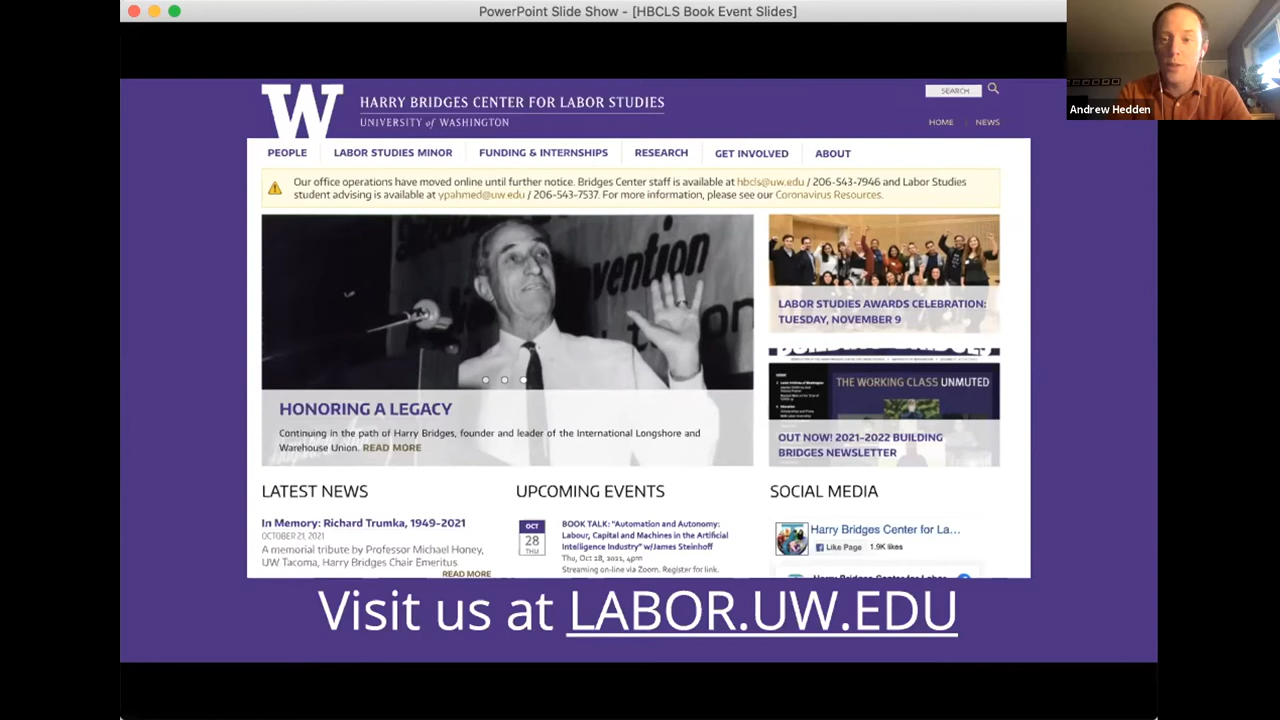 PowerPoint Slide Show - [HBCLS Book Event Slides]
Andrew Hedden
W
HARRY BRIDGES CENTER FOR LABOR STUDIES
UNIVERSITY of WASHINGTON
SEARCH
HOME
NEWS
PEOPLE
LABOR STUDIES MINOR
FUNDING & INTERNSHIPS
RESEARCH
GET INVOLVED
ABOUT
Our office operations have moved online until further notice. Bridges Center staff is available at hbcls@uw.edu / 206-543-7946 and Labor Studies
student advising is available at ypahmed@uw.edu / 206-543-7537. For more information, please see our Coronavirus Resources.
HONORING A LEGACY
Continuing in the path of Harry Bridges, founder and leader of the International Longshore and
Warehouse Union. READ MORE
LABOR STUDIES AWARDS CELEBRATION:
TUESDAY, NOVEMBER 9
THE WORKING CLASS UNMUTED
OUT NOW! 2021-2022 BUILDING
BRIDGES NEWSLETTER
LATEST NEWS
In Memory: Richard Trumka, 1949-2021
OCTOBER 21, 2021
A memorial tribute by Professor Michael Honey,
UW Tacoma, Harry Bridges Chair Emeritus
READ MORE
UPCOMING EVENTS
OCT
28
THU
BOOK TALK: "Automation and Autonomy:
Labour, Capital and Machines in the Artificial
Intelligence Industry" w/James Steinhoff
Thu, Oct 28, 2021, 4pm
Streaming on-line via Zoom. Register for link.
SOCIAL MEDIA
Harry Bridges Center for La...
Like Page
1.9K likes
Harry Bridges Center for Labor
Visit us at LABOR.UW.EDU